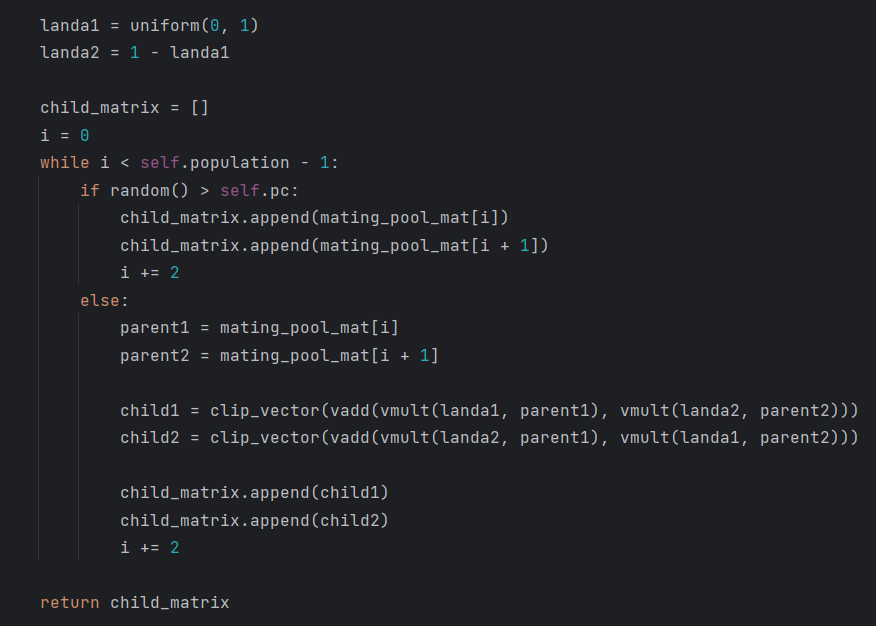 landa1 = uniform(0, 1)
landa2 = 1 - landa1

child_matrix = []
i = 0
while i < self.population - 1:
    if random() > self.pc:
        child_matrix.append(mating_pool_mat[i])
        child_matrix.append(mating_pool_mat[i + 1])
        i += 2
    else:
        parent1 = mating_pool_mat[i]
        parent2 = mating_pool_mat[i + 1]

        child1 = clip_vector(vadd(vmult(landa1, parent1), vmult(landa2, parent2)))
        child2 = clip_vector(vadd(vmult(landa2, parent1), vmult(landa1, parent2)))

        child_matrix.append(child1)
        child_matrix.append(child2)
        i += 2

return child_matrix